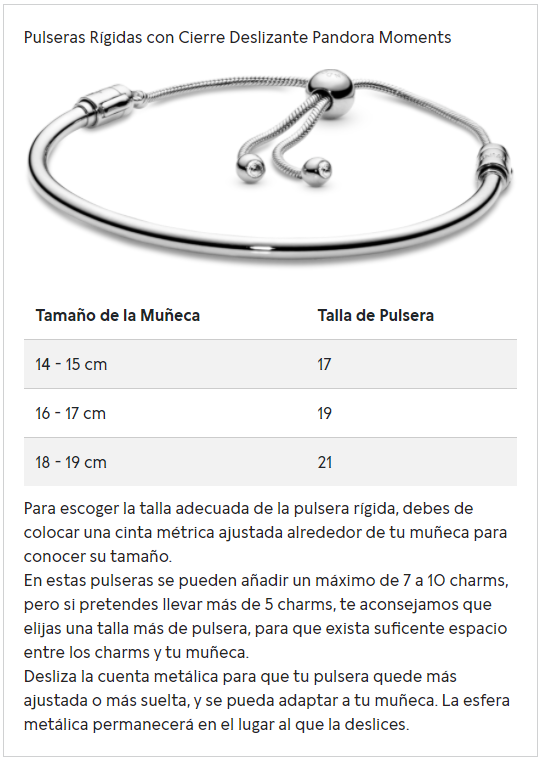 Pulseras Rígidas con Cierre Deslizante Pandora Moments
Tamaño de la Muñeca Talla de Pulsera
14 - 15 cm 17
16 - 17 cm 19
18 - 19 cm 21
Para escoger la talla adecuada de la pulsera rígida, debes de
colocar una cinta métrica ajustada alrededor de tu muñeca para
conocer su tamaño.
En estas pulseras se pueden añadir un máximo de 7 a 10 charms,
pero si pretendes llevar más de 5 charms, te aconsejamos que
elijas una talla más de pulsera, para que exista suficente espacio
entre los charms y tu muñeca.
Desliza la cuenta metálica para que tu pulsera quede más
ajustada o más suelta, y se pueda adaptar a tu muñeca. La esfera
metálica permanecerá en el lugar al que la deslices.